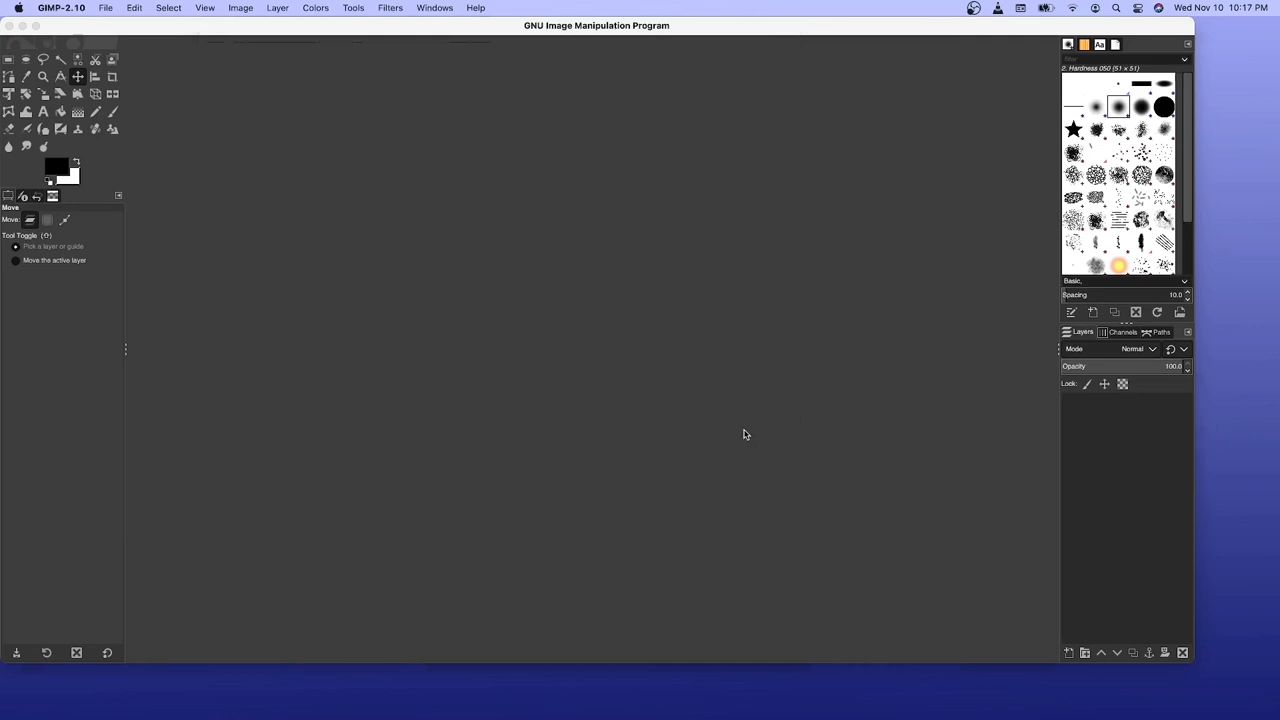 GIMP-2.10 File Edit Select View Image Layer Colors Tools Filters Windows Help Wed Nov 10 10:17 PM
GNU Image Manipulation Program
Aa
filter
2. Hardness 050 (51 × 51)
Move
Move:
Tool Toggle (⇧)
Pick a layer or guide
Move the active layer
Basic,
Spacing 10.0
Layers Channels Paths
Mode Normal
Opacity 100.0
Lock: